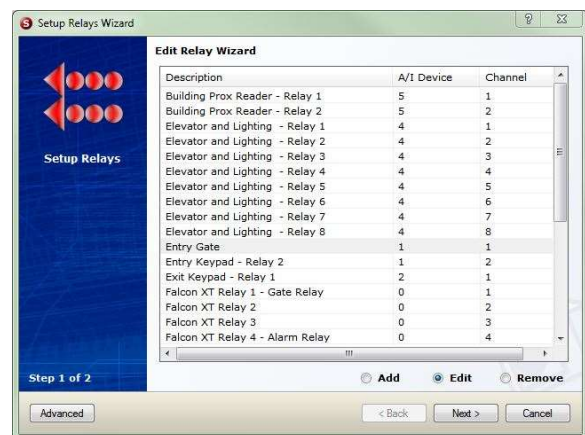 S Setup Relays Wizard
Edit Relay Wizard
Description A/I Device Channel
Building Prox Reader - Relay 1 5 1
Building Prox Reader - Relay 2 5 2
Elevator and Lighting - Relay 1 4 1
Elevator and Lighting - Relay 2 4 2
Elevator and Lighting - Relay 3 4 3
Elevator and Lighting - Relay 4 4 4
Elevator and Lighting - Relay 5 4 5
Elevator and Lighting - Relay 6 4 6
Elevator and Lighting - Relay 7 4 7
Elevator and Lighting - Relay 8 4 8
Entry Gate 1 1
Entry Keypad - Relay 2 1 2
Exit Keypad - Relay 1 2 1
Falcon XT Relay 1 - Gate Relay 0 1
Falcon XT Relay 2 0 2
Falcon XT Relay 3 0 3
Falcon XT Relay 4 - Alarm Relay 0 4
Setup Relays
Step 1 of 2
Add Edit Remove
Advanced < Back Next > Cancel